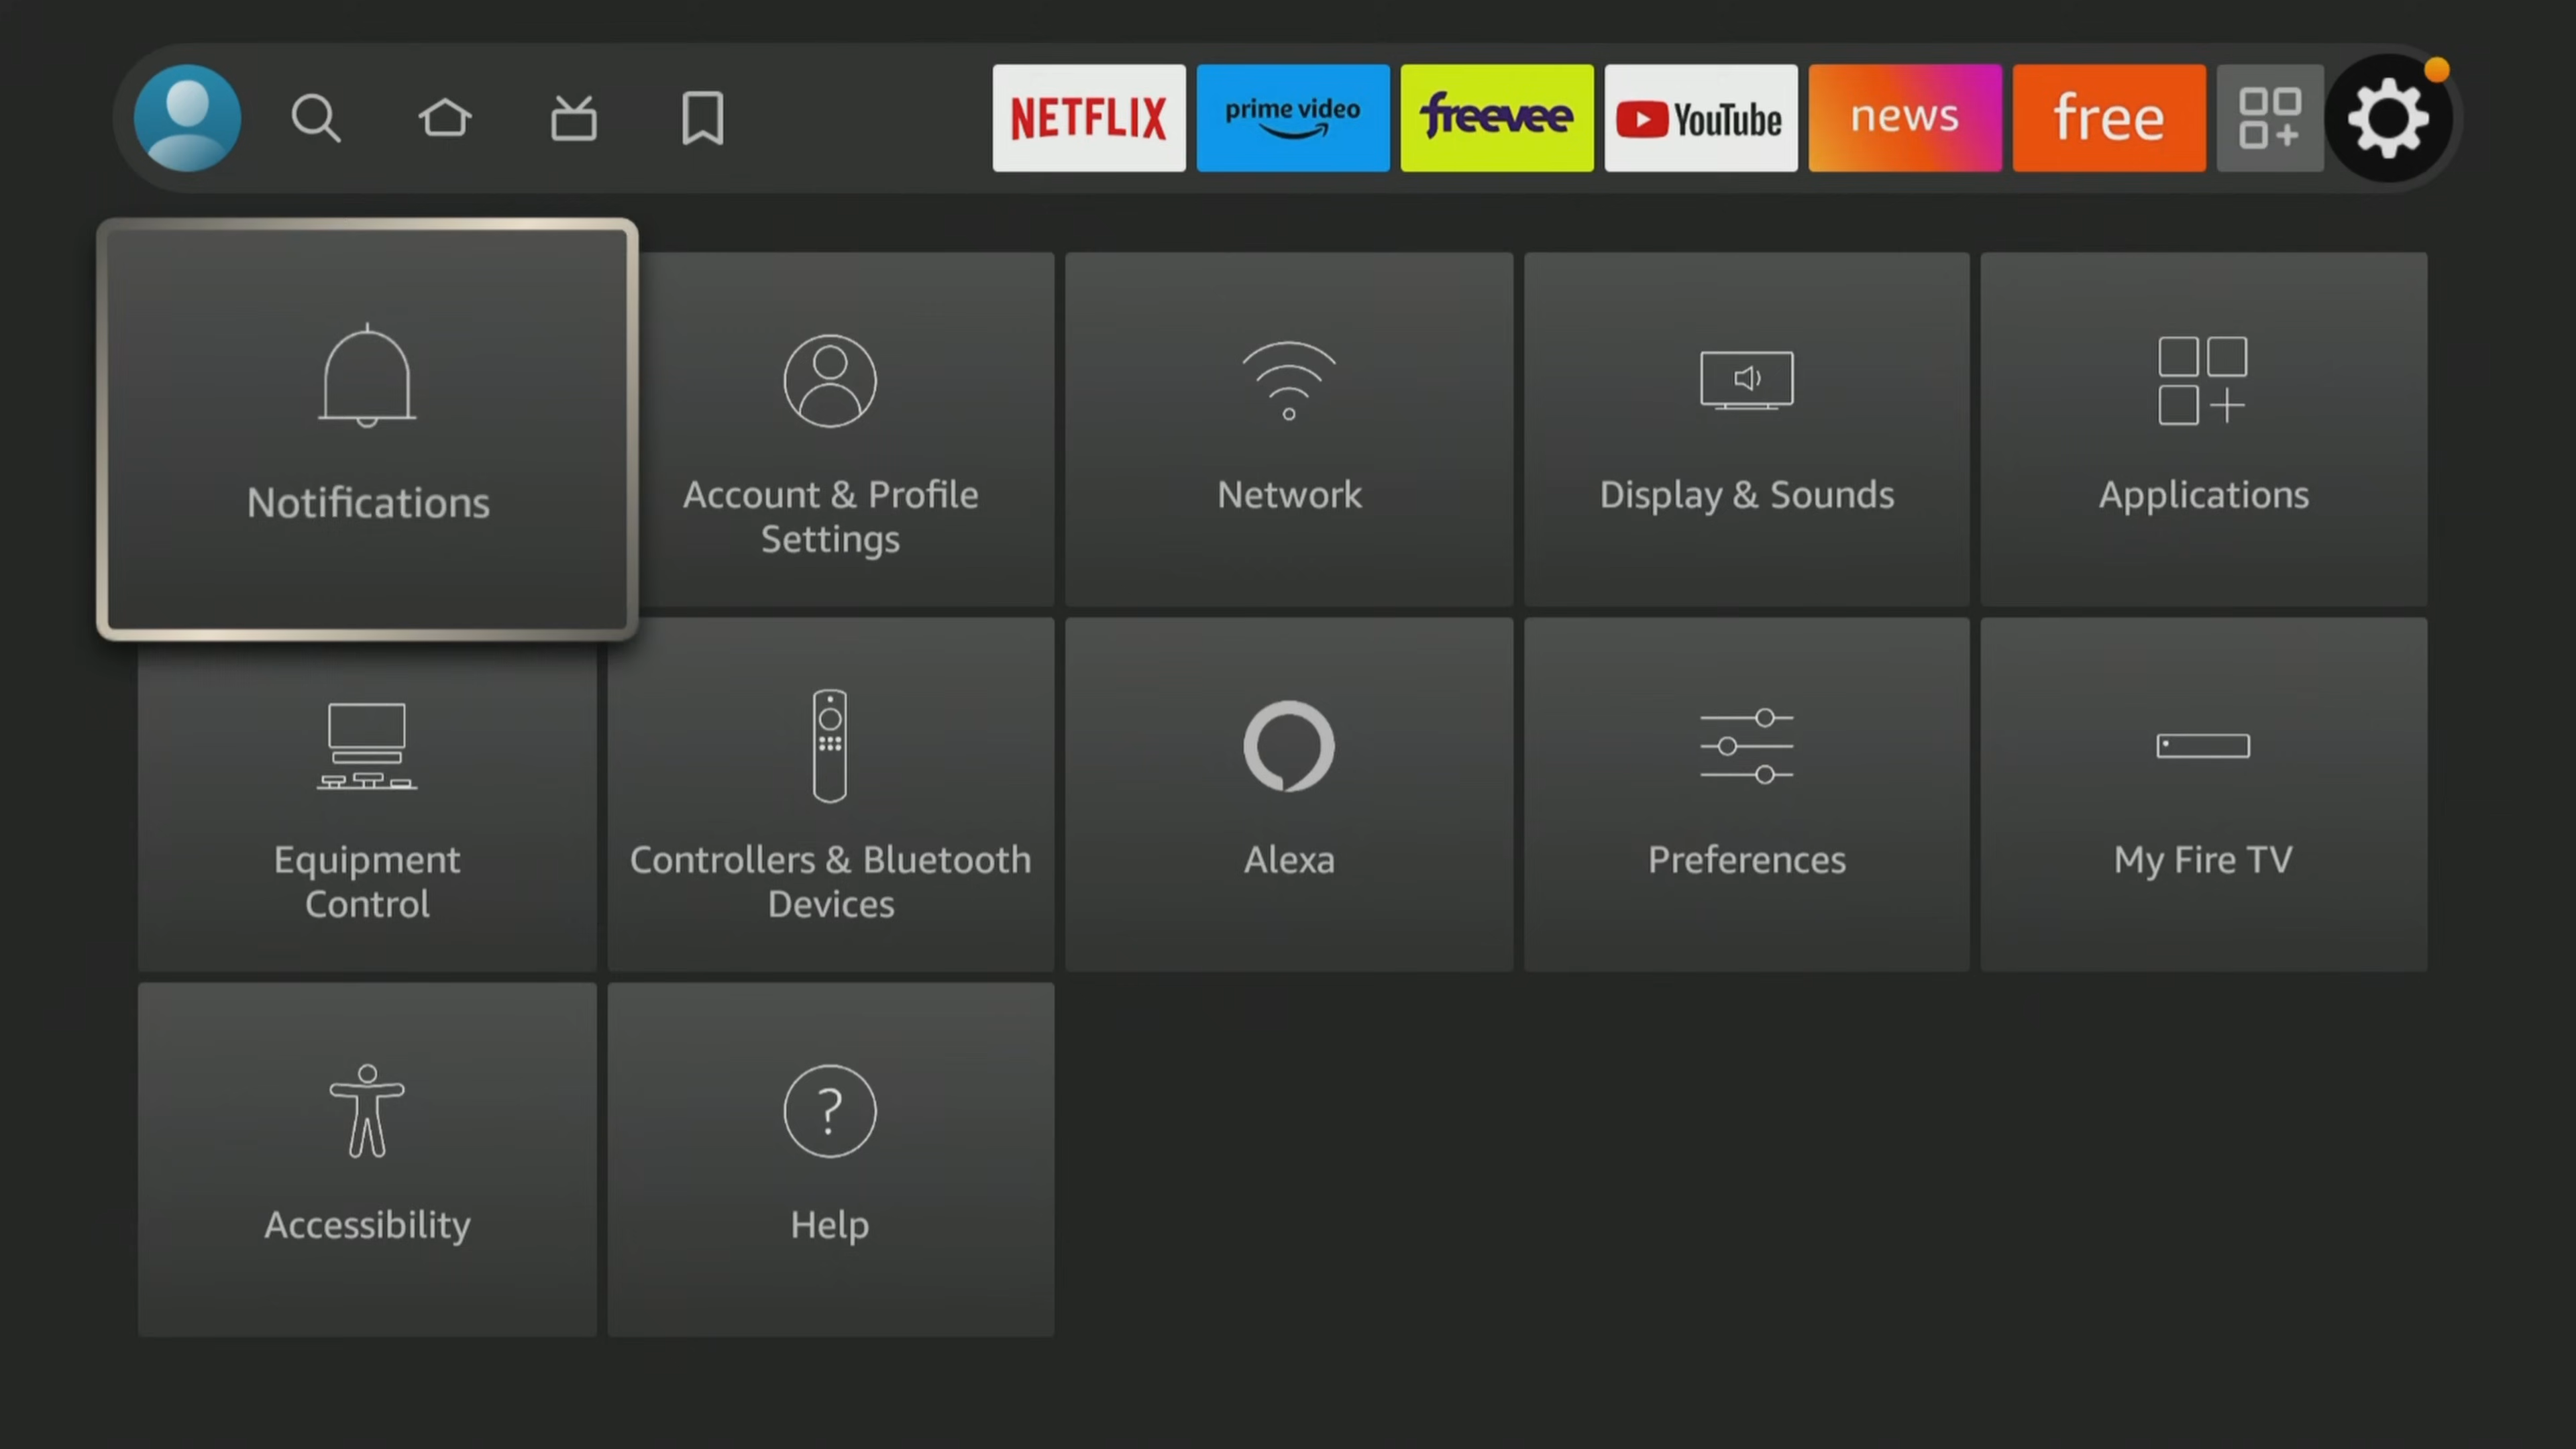 NETFLIX
prime video
freevee
YouTube
news
free
Notifications
Account & Profile
Settings
Network
Display & Sounds
Applications
Equipment
Control
Controllers & Bluetooth
Devices
Alexa
Preferences
My Fire TV
Accessibility
?
Help